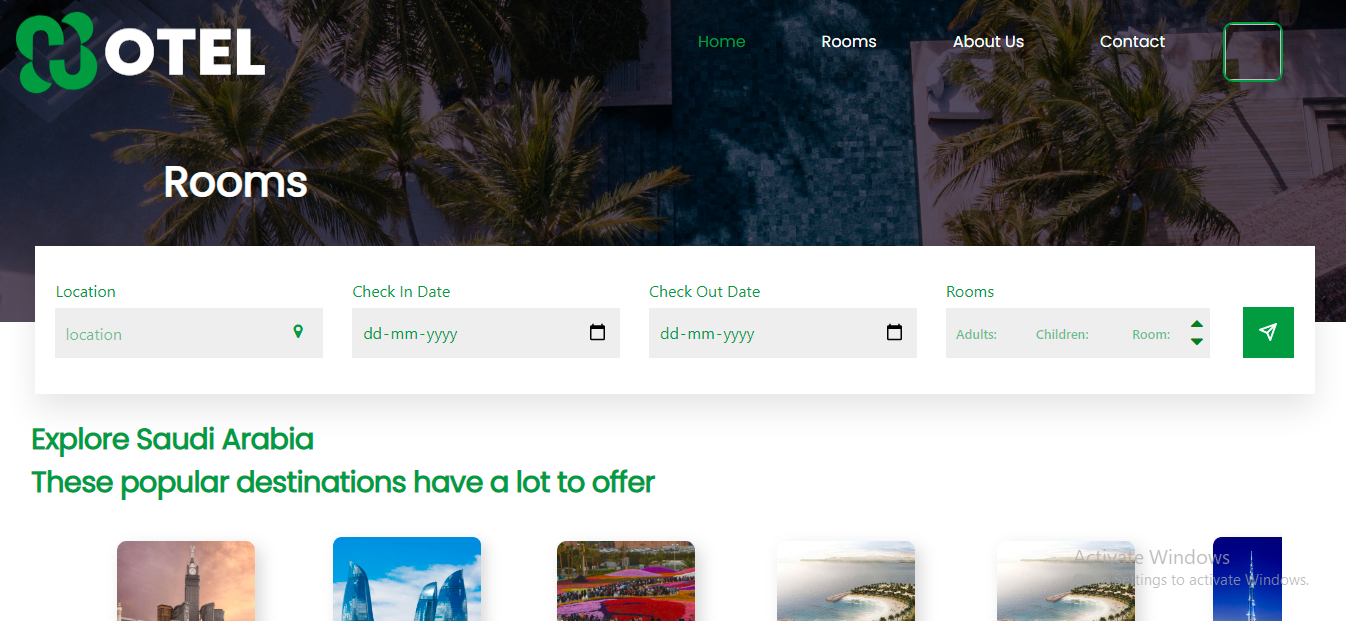 OTEL
Home Rooms About Us Contact
Rooms
Location Check In Date Check Out Date Rooms
location dd-mm-yyyy dd-mm-yyyy Adults: Children: Room:
Explore Saudi Arabia
These popular destinations have a lot to offer
Activate Windows
to activate Windows.